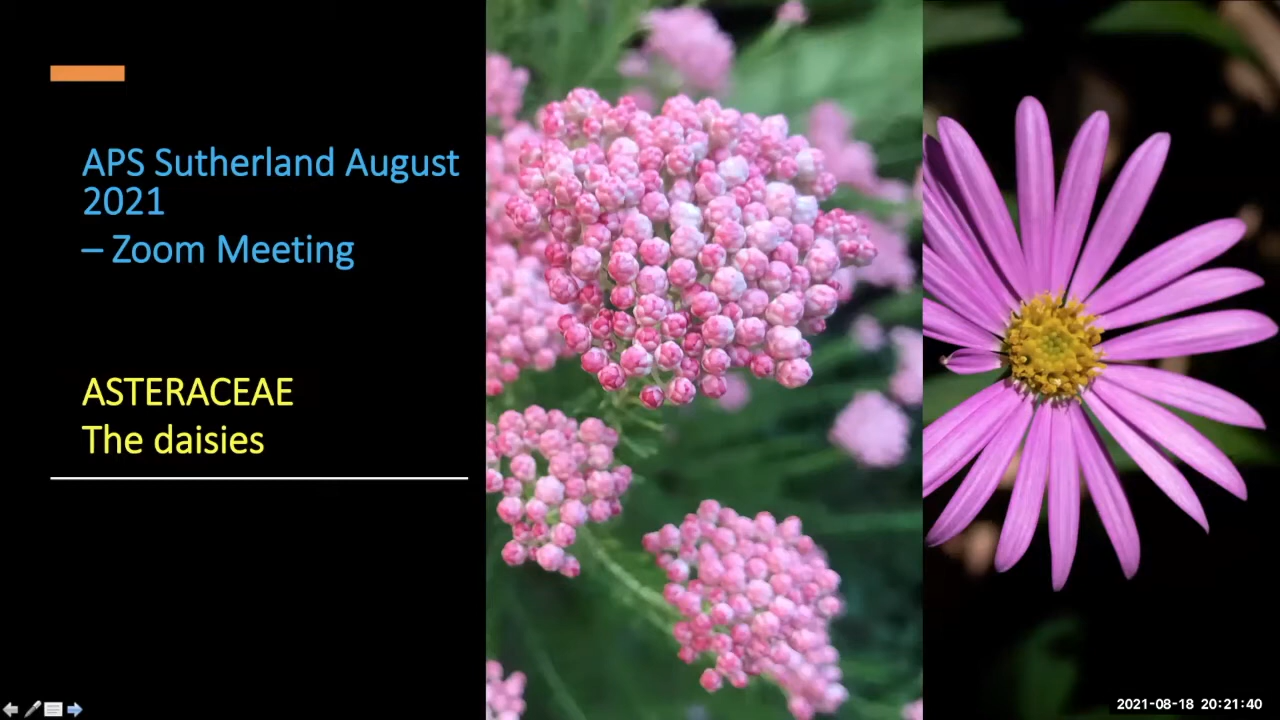 APS Sutherland August
2021
– Zoom Meeting
ASTERACEAE
The daisies
2021-08-18 20:21:40